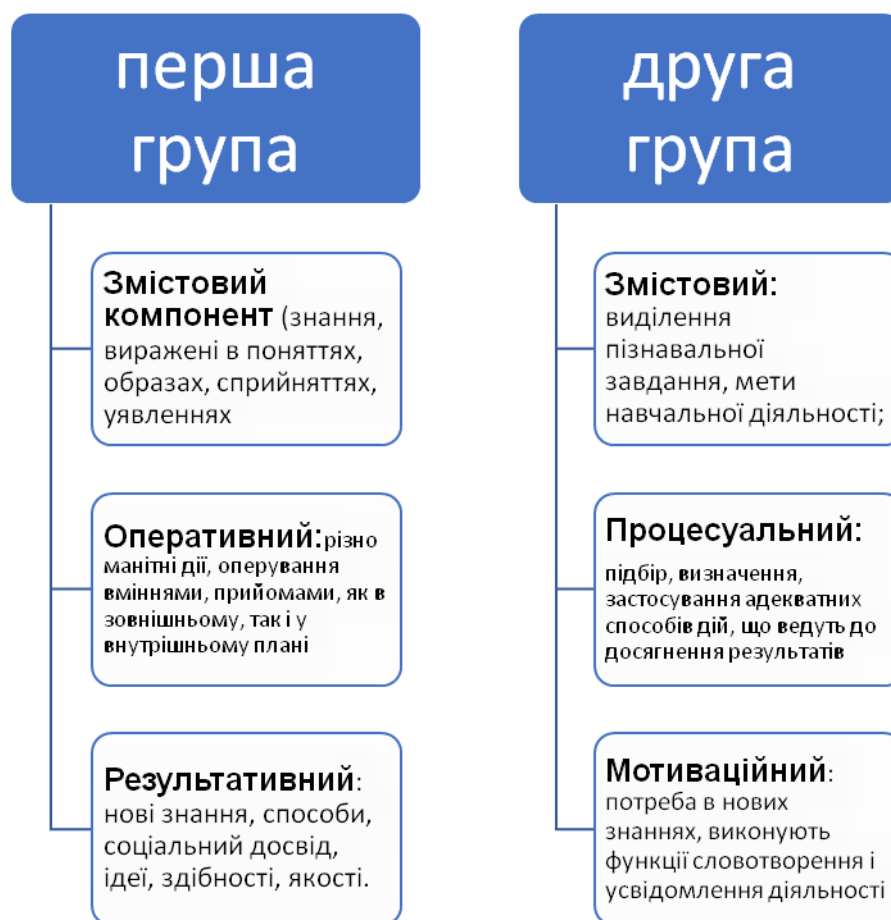 перша
група
Змістовий
компонент (знання,
виражені в поняттях,
образах, сприйняттях,
уявленнях
Оперативний:різно
манітні дії, оперування
вміннями, прийомами, як в
зовнішньому, так і у
внутрішньому плані
Результативний:
нові знання, способи,
соціальний досвід,
ідеї, здібності, якості.
друга
група
Змістовий:
виділення
пізнавальної
завдання, мети
навчальної діяльності;
Процесуальний:
підбір, визначення,
застосування адекватних
способів дій, що ведуть до
досягнення результатів
Мотиваційний:
потреба в нових
знаннях, виконують
функції словотворення і
усвідомлення діяльності